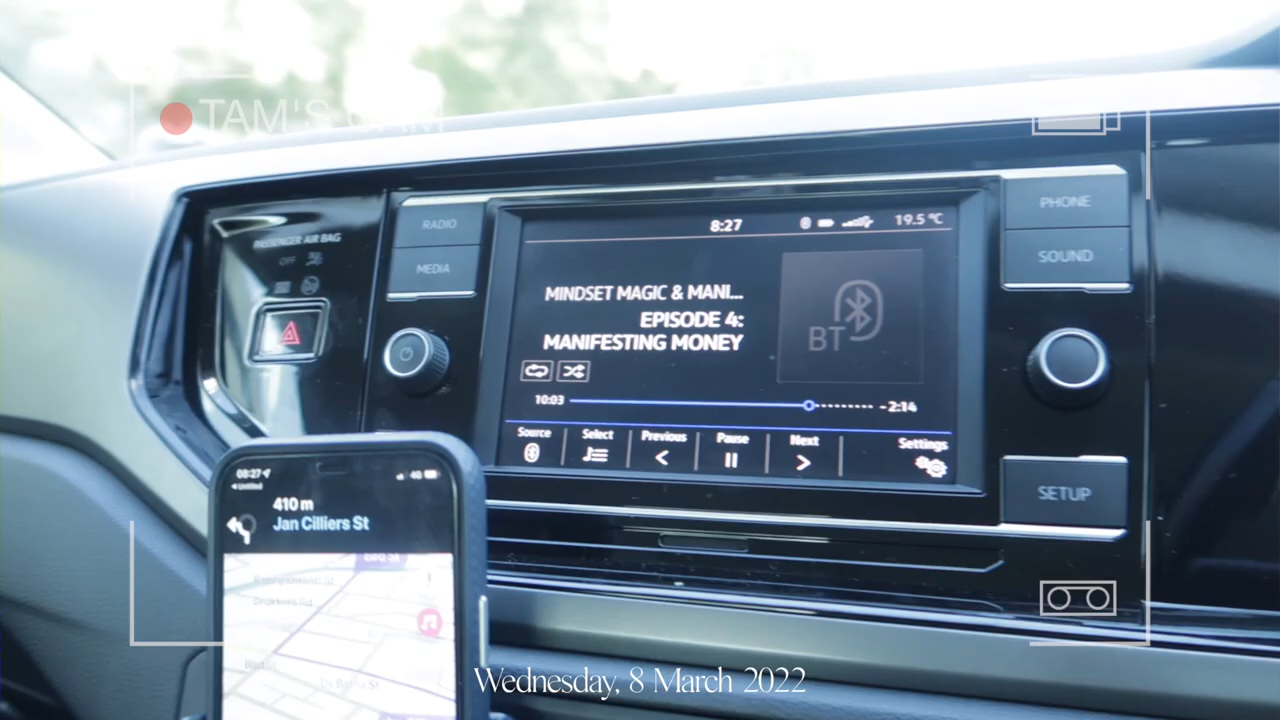 TAM'S CAM
PASSENGER AIR BAG
OFF
RADIO
MEDIA
8:27
19.5 °C
MINDSET MAGIC & MANI...
EPISODE 4:
MANIFESTING MONEY
BT
10:03
-2:14
Source
Select
Previous
Pause
Next
Settings
PHONE
SOUND
SETUP
08:27
410 m
Jan Cilliers St
Wednesday, 8 March 2022